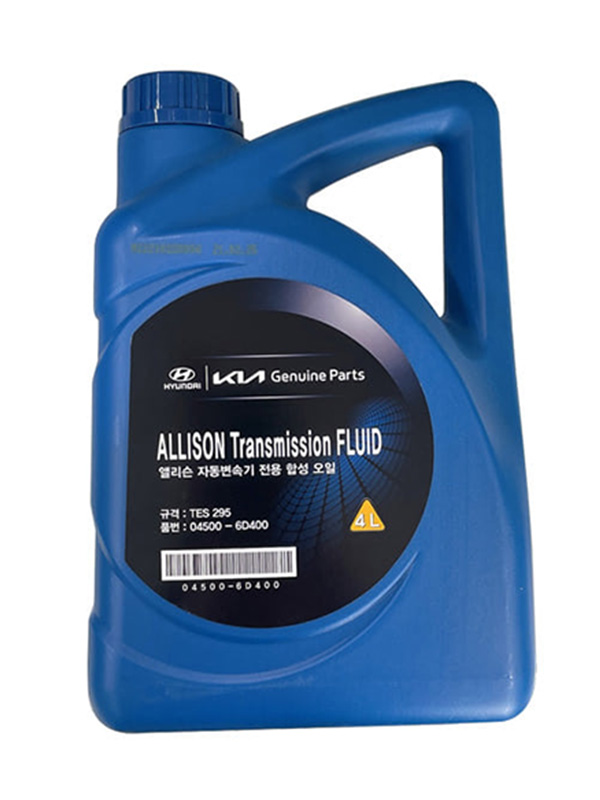 HYUNDAI KIA Genuine Parts
ALLISON Transmission FLUID
앨리슨 자동변속기 전용 합성 오일
규격 : TES 295
품번 : 04500 - 6D400
4 L
04500-6D400